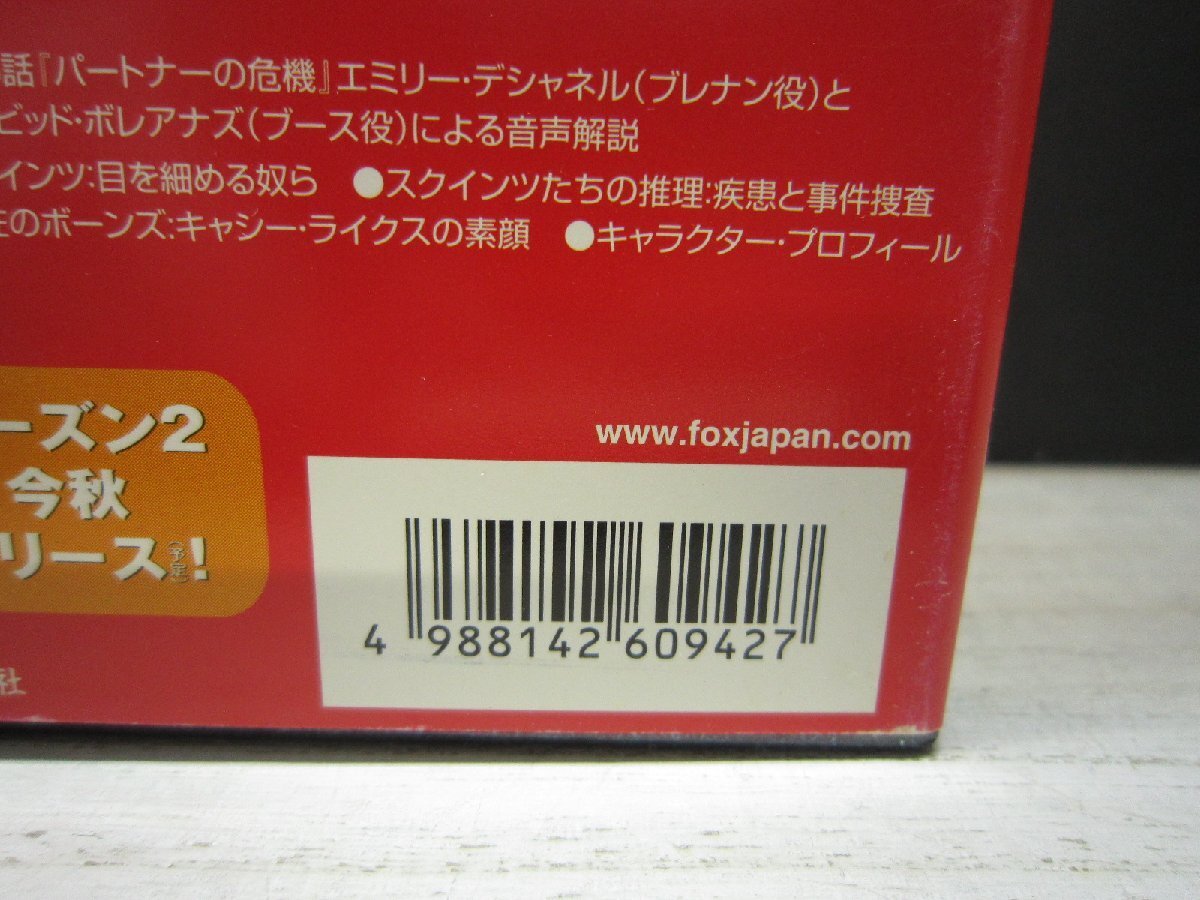 話『パートナーの危機』エミリー・デシャネル(ブレナン役)と
ビッド・ボレアナズ(ブース役)による音声解説
インツ:目を細める奴ら ●スクインツたちの推理:疾患と事件捜査
のボーンズ:キャシー・ライクスの素顔 ●キャラクター・プロフィール
ーズン2
今秋
リース(予定)!
www.foxjapan.com
4 988142 609427
社